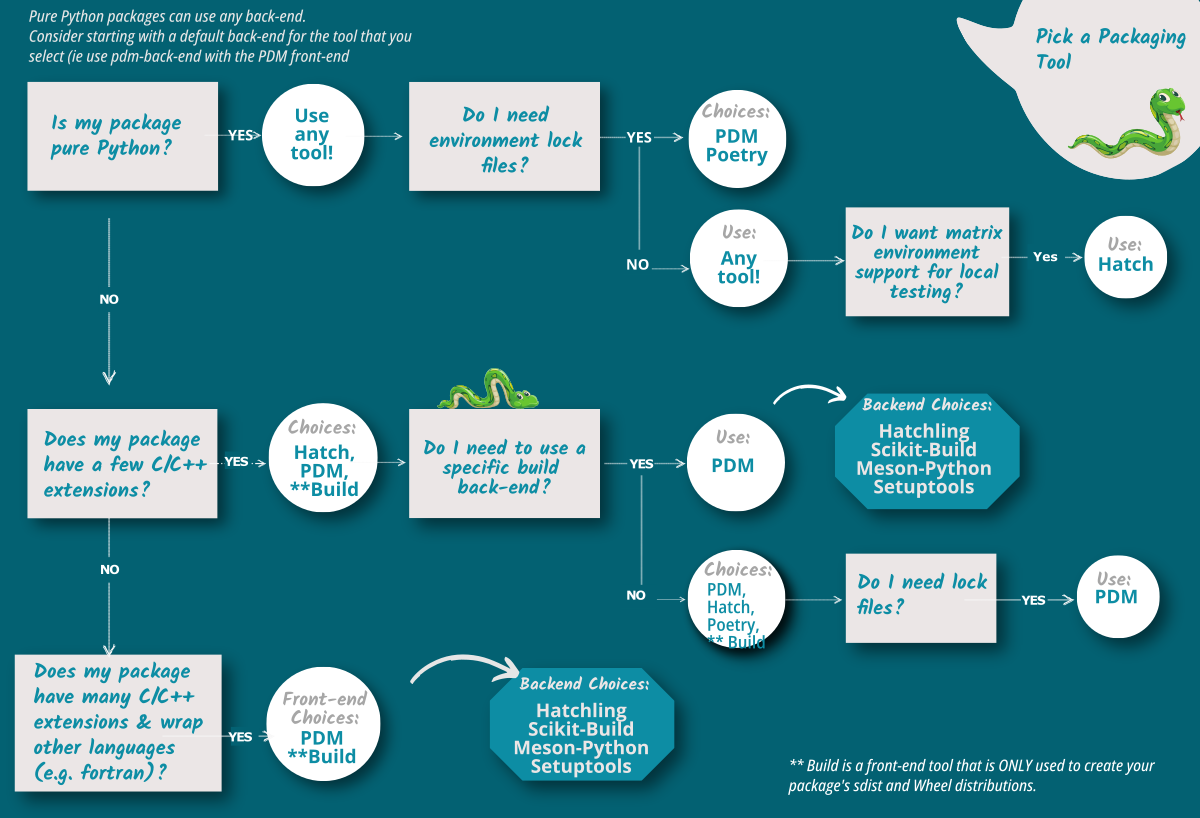 Pure Python packages can use any back-end.
Consider starting with a default back-end for the tool that you
select (ie use pdm-back-end with the PDM front-end
Pick a Packaging
Tool
Is my package
pure Python?
YES
Use
any
tool!
Do I need
environment lock
files?
YES
Choices:
PDM
Poetry
NO
Use:
Any
tool!
Do I want matrix
environment
support for local
testing?
Yes
Use:
Hatch
NO
Does my package
have a few C/C++
extensions?
YES
Choices:
Hatch,
PDM,
**Build
Do I need to use a
specific build
back-end?
YES
Use:
PDM
Backend Choices:
Hatchling
Scikit-Build
Meson-Python
Setuptools
NO
Choices:
PDM,
Hatch,
Poetry,
** Build
Do I need lock
files?
YES
Use:
PDM
NO
Does my package
have many C/C++
extensions & wrap
other languages
(e.g. fortran)?
YES
Front-end
Choices:
PDM
**Build
Backend Choices:
Hatchling
Scikit-Build
Meson-Python
Setuptools
** Build is a front-end tool that is ONLY used to create your
package's sdist and Wheel distributions.